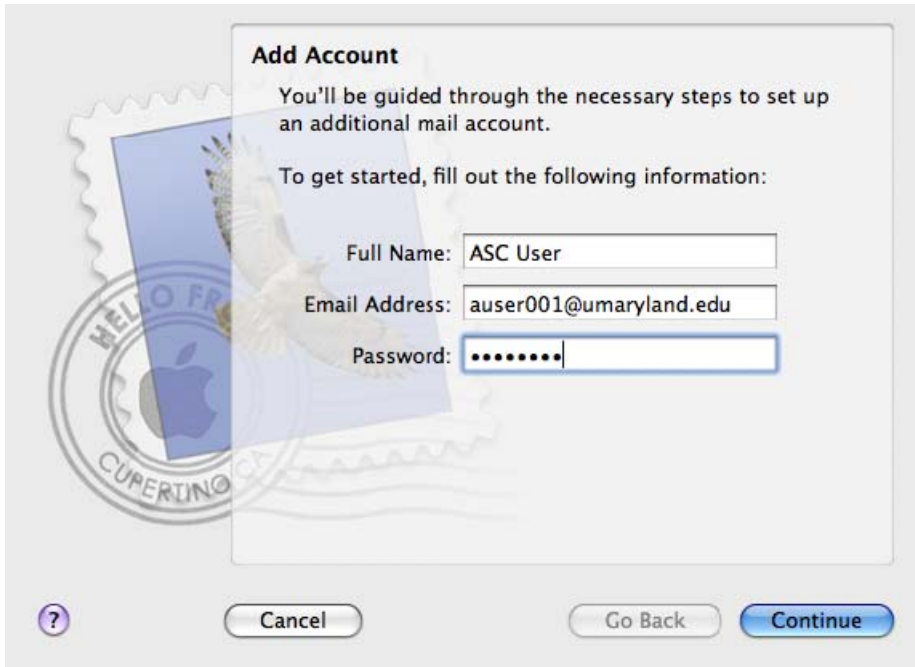 Add Account
You'll be guided through the necessary steps to set up
an additional mail account.
To get started, fill out the following information:
Full Name: ASC User
Email Address: auser001@umaryland.edu
Password: ••••••••
HELLO FR
CUPERTINO CA
?
Cancel
Go Back
Continue